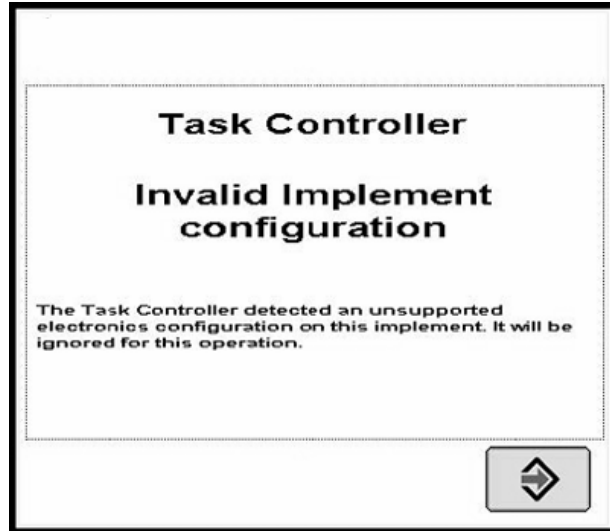 Task Controller
Invalid Implement
configuration
The Task Controller detected an unsupported
electronics configuration on this implement. It will be
ignored for this operation.